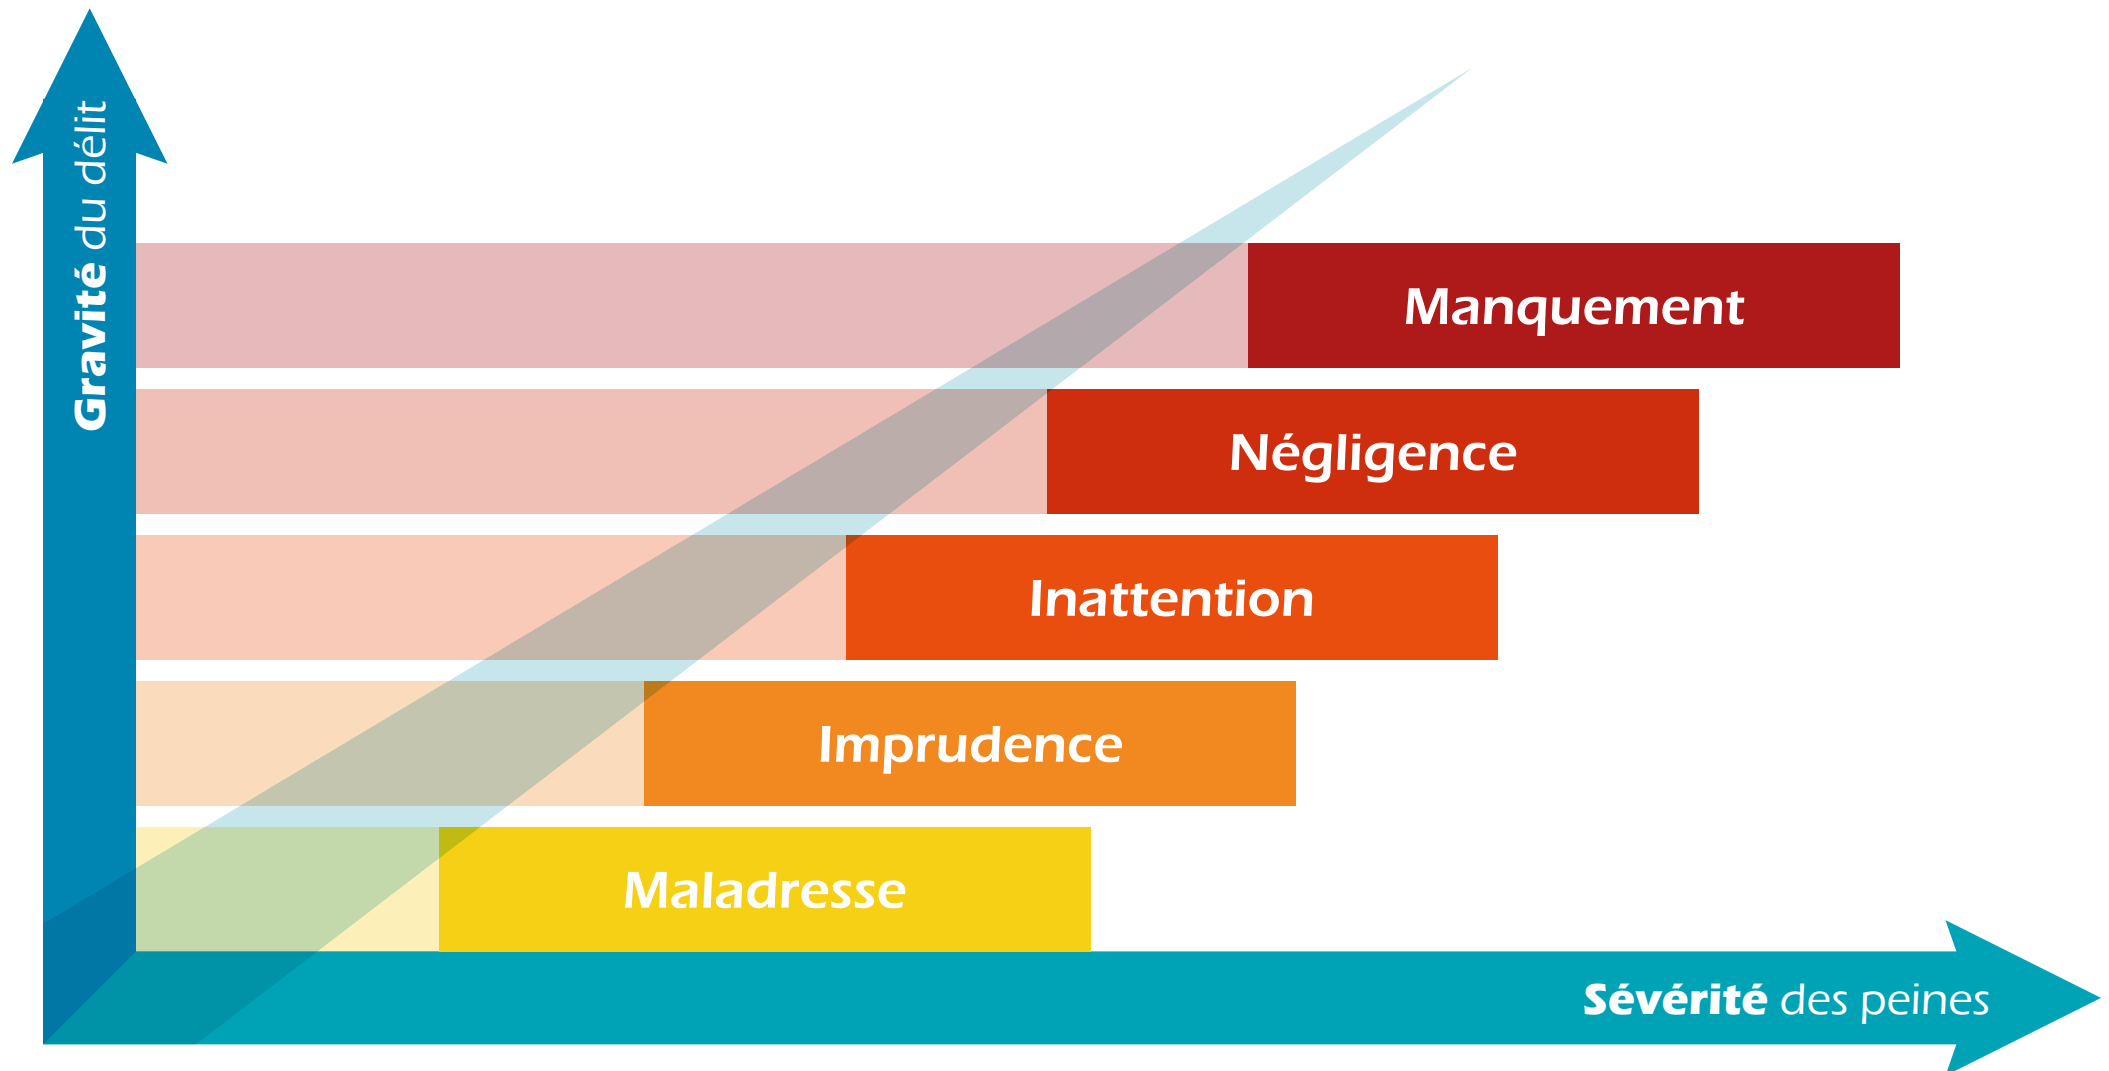 Gravité du délit
Manquement
Négligence
Inattention
Imprudence
Maladresse
Sévérité des peines